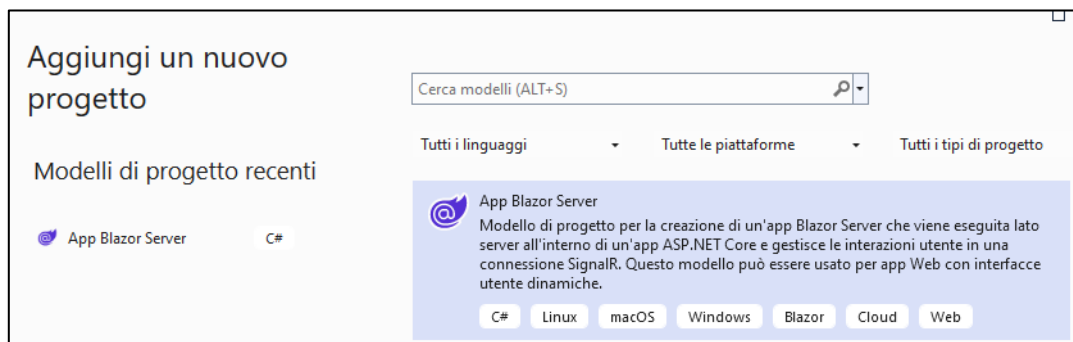 Aggiungi un nuovo
progetto
Modelli di progetto recenti
App Blazor Server C#
Cerca modelli (ALT+S)
Tutti i linguaggi Tutte le piattaforme Tutti i tipi di progetto
App Blazor Server
Modello di progetto per la creazione di un'app Blazor Server che viene eseguita lato
server all'interno di un'app ASP.NET Core e gestisce le interazioni utente in una
connessione SignalR. Questo modello può essere usato per app Web con interfacce
utente dinamiche.
C# Linux macOS Windows Blazor Cloud Web